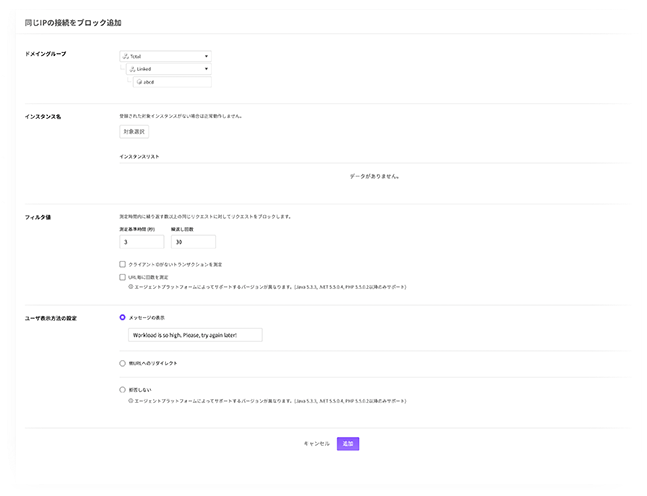 同じIPの接続をブロック追加
ドメイングループ
Total
Linked
abcd
インスタンス名
登録された対象インスタンスがない場合は正常動作しません。
対象選択
インスタンスリスト
データがありません。
フィルタ値
測定時間内に繰り返す数以上の同じリクエストに対してリクエストをブロックします。
測定基準時間 (秒) 繰返し回数
3 30
クライアントIDがないトランザクションを測定
URL毎に回数を測定
エージェントプラットフォームによってサポートするバージョンが異なります。(Java 5.3.3, .NET 5.5.0.4, PHP 5.5.0.2以降のみサポート)
ユーザ表示方法の設定
メッセージの表示
Workload is so high. Please, try again later!
他URLへのリダイレクト
拒否しない
エージェントプラットフォームによってサポートするバージョンが異なります。(Java 5.3.3, .NET 5.5.0.4, PHP 5.5.0.2以降のみサポート)
キャンセル 追加